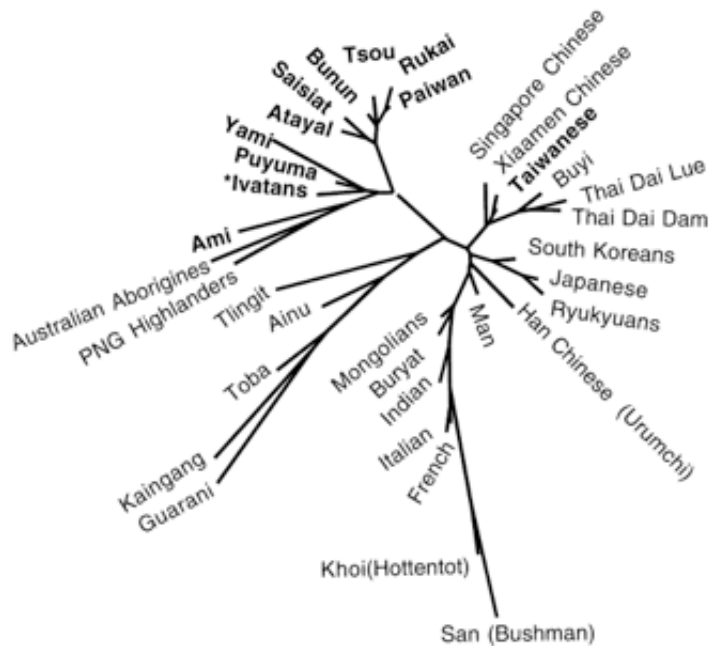 Tsou
Rukai
Bunun
Paiwan
Saisiat
Atayal
Yami
Puyuma
*Ivatans
Ami
Australian Aborigines
PNG Highlanders
Tlingit
Ainu
Toba
Kaingang
Guarani
Singapore Chinese
Xiaamen Chinese
Taiwanese
Buyi
Thai Dai Lue
Thai Dai Dam
South Koreans
Japanese
Ryukyuans
Han Chinese (Urumchi)
Man
Mongolians
Buryat
Indian
Italian
French
Khoi(Hottentot)
San (Bushman)